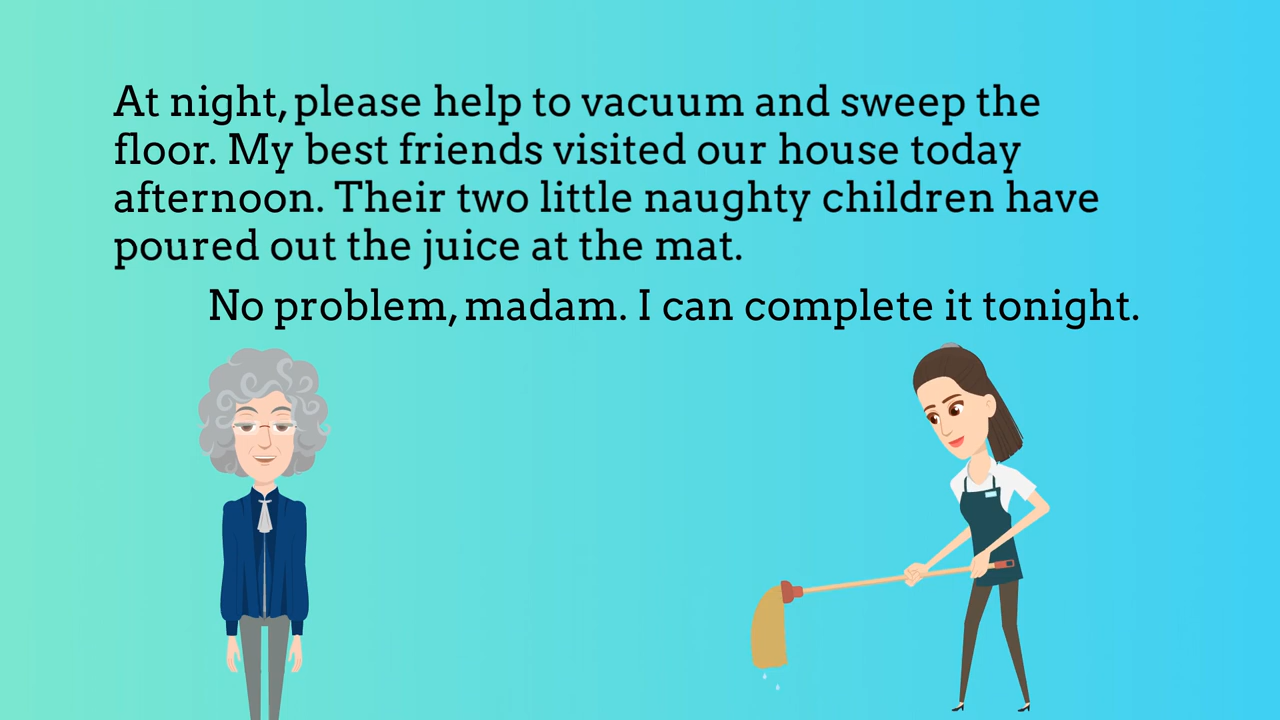 At night, please help to vacuum and sweep the
floor. My best friends visited our house today
afternoon. Their two little naughty children have
poured out the juice at the mat.
No problem, madam. I can complete it tonight.